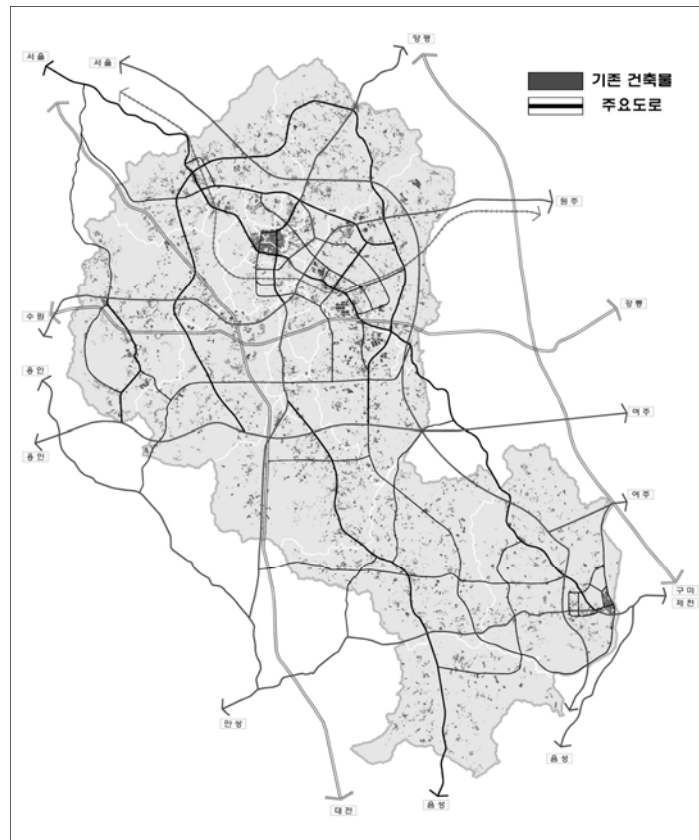 양평
서울
서울
기존 건축물
주요도로
원주
강릉
수원
용인
여주
용인
여주
구미
제천
안성
음성
대전
음성